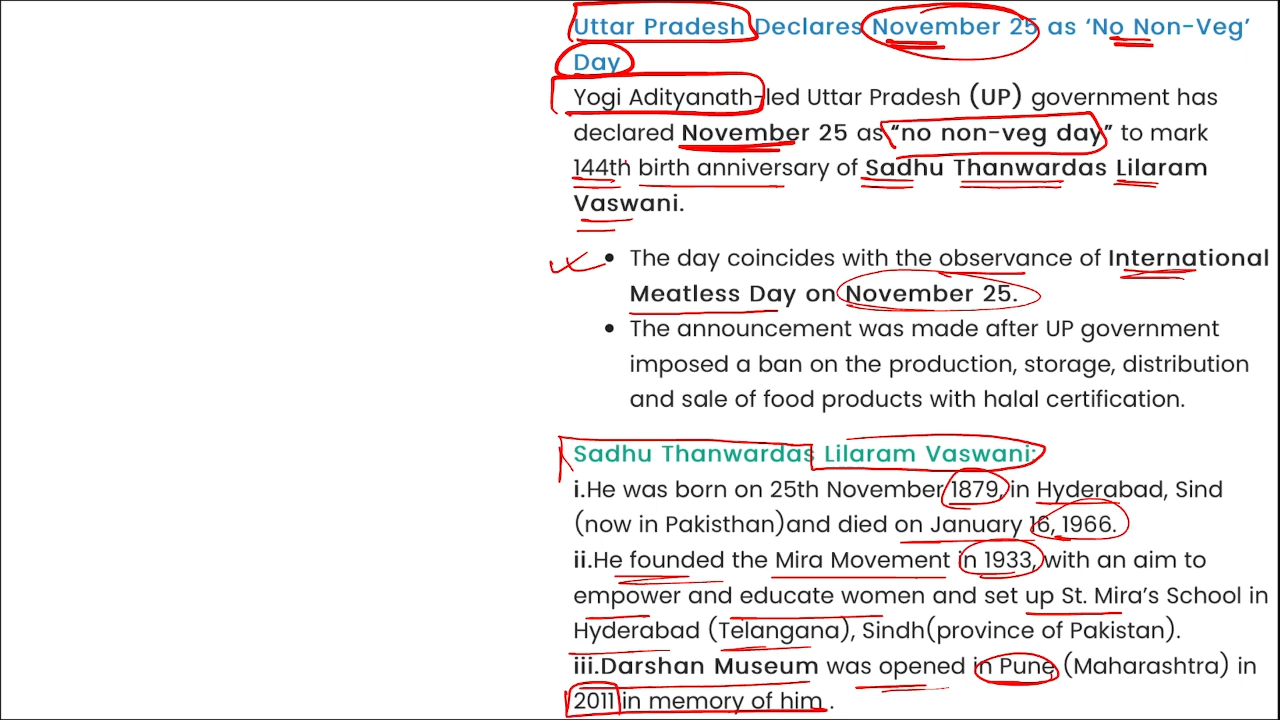 Uttar Pradesh Declares November 25 as ‘No Non-Veg’
Day
Yogi Adityanath-led Uttar Pradesh (UP) government has
declared November 25 as “no non-veg day” to mark
144th birth anniversary of Sadhu Thanwardas Lilaram
Vaswani.
• The day coincides with the observance of International
Meatless Day on November 25.
• The announcement was made after UP government
imposed a ban on the production, storage, distribution
and sale of food products with halal certification.
Sadhu Thanwardas Lilaram Vaswani:
i.He was born on 25th November 1879, in Hyderabad, Sind
(now in Pakisthan)and died on January 16, 1966.
ii.He founded the Mira Movement in 1933, with an aim to
empower and educate women and set up St. Mira’s School in
Hyderabad (Telangana), Sindh(province of Pakistan).
iii.Darshan Museum was opened in Pune (Maharashtra) in
2011 in memory of him .